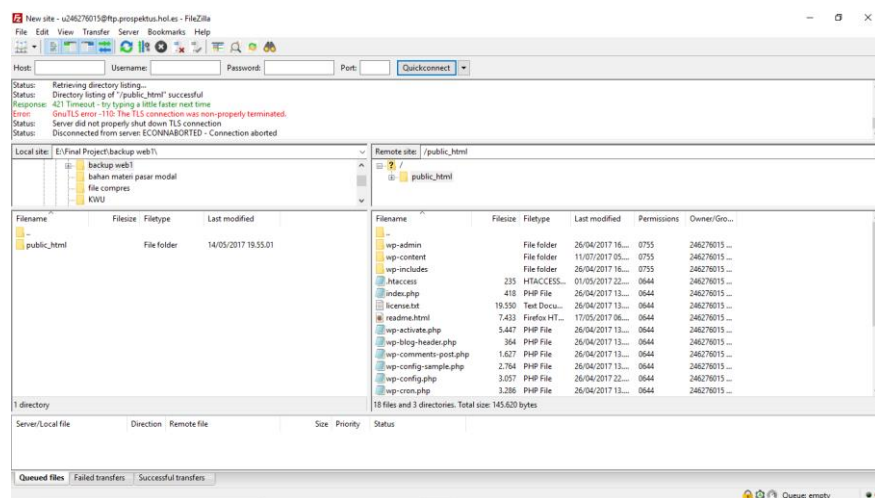 New site - u246276015@ftp.prospektus.hol.es - FileZilla
File Edit View Transfer Server Bookmarks Help
Host: Username: Password: Port: Quickconnect
Status: Retrieving directory listing...
Status: Directory listing of "/public_html" successful
Response: 421 Timeout - try typing a little faster next time
Error: GnuTLS error -110: The TLS connection was non-properly terminated.
Status: Server did not properly shut down TLS connection
Status: Disconnected from server: ECONNABORTED - Connection aborted
Local site: E:\Final Project\backup web1\
backup web1
bahan materi pasar modal
file compres
KWU
Remote site: /public_html
/
public_html
Filename Filesize Filetype Last modified
..
public_html File folder 14/05/2017 19.55.01
1 directory
Filename Filesize Filetype Last modified Permissions Owner/Gro...
..
wp-admin File folder 26/04/2017 16.... 0755 246276015 ...
wp-content File folder 11/07/2017 05.... 0755 246276015 ...
wp-includes File folder 26/04/2017 16.... 0755 246276015 ...
.htaccess 235 HTACCESS... 01/05/2017 22.... 0644 246276015 ...
index.php 418 PHP File 26/04/2017 13.... 0644 246276015 ...
license.txt 19.550 Text Docu... 26/04/2017 13.... 0644 246276015 ...
readme.html 7.433 Firefox HT... 17/05/2017 06.... 0644 246276015 ...
wp-activate.php 5.447 PHP File 26/04/2017 13.... 0644 246276015 ...
wp-blog-header.php 364 PHP File 26/04/2017 13.... 0644 246276015 ...
wp-comments-post.php 1.627 PHP File 26/04/2017 13.... 0644 246276015 ...
wp-config-sample.php 2.764 PHP File 26/04/2017 13.... 0644 246276015 ...
wp-config.php 3.057 PHP File 26/04/2017 22.... 0644 246276015 ...
wp-cron.php 3.286 PHP File 26/04/2017 13.... 0644 246276015 ...
18 files and 3 directories. Total size: 145.620 bytes
Server/Local file Direction Remote file Size Priority Status
Queued files Failed transfers Successful transfers
Queue: empty